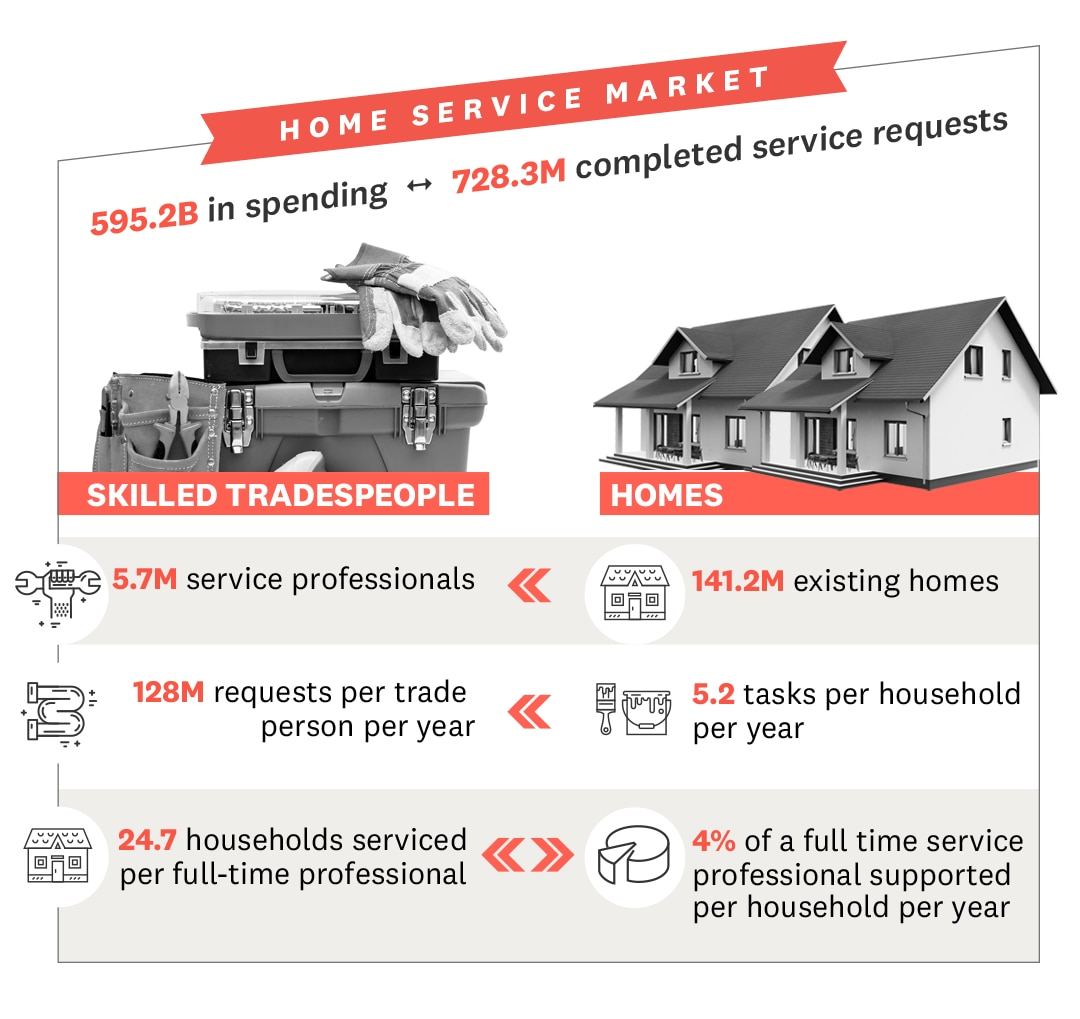 HOME SERVICE MARKET
595.2B in spending ↔ 728.3M completed service requests
SKILLED TRADESPEOPLE
HOMES
5.7M service professionals
141.2M existing homes
128M requests per trade
person per year
5.2 tasks per household
per year
24.7 households serviced
per full-time professional
4% of a full time service
professional supported
per household per year